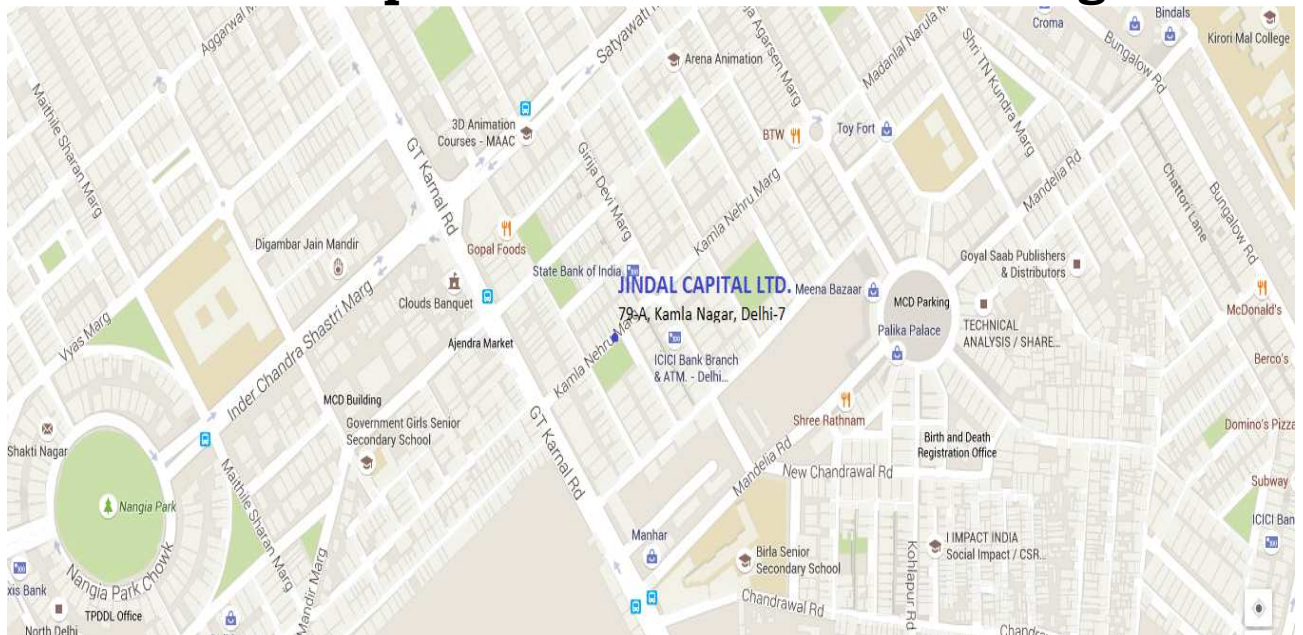 Aggarwal M
Satyawati
Agarsen Marg
Madanlal Narula M
Croma
Bindals
Kirori Mal College
Bungalow Rd
Shri TN Kundra Marg
Maithile Sharan Marg
Arena Animation
3D Animation
Courses - MAAC
BTW
Toy Fort
GT Karnal Rd
Girija Devi Marg
Kamla Nehru Marg
Mandelia Rd
Chattori Lane
Bungalow Rd
Digambar Jain Mandir
Gopal Foods
State Bank of India
Goyal Saab Publishers
& Distributors
Clouds Banquet
JINDAL CAPITAL LTD.
79-A, Kamla Nagar, Delhi-7
Meena Bazaar
MCD Parking
Palika Palace
TECHNICAL
ANALYSIS / SHARE...
McDonald's
Vyas Marg
Inder Chandra Shastri Marg
Ajendra Market
Kamla Nehru Marg
ICICI Bank Branch
& ATM. - Delhi...
Berco's
MCD Building
Government Girls Senior
Secondary School
GT Karnal Rd
Shree Rathnam
Birth and Death
Registration Office
Domino's Pizza
Shakti Nagar
Mandelia Rd
New Chandrawal Rd
Subway
Nangia Park
Maithile Sharan Marg
ICICI Ban
Manhar
Birla Senior
Secondary School
I IMPACT INDIA
Social Impact / CSR...
Kohlapur Rd
xis Bank
Nangia Park Chowk
Mandir Marg
TPDDL Office
Chandrawal Rd
North Delhi
Chandr